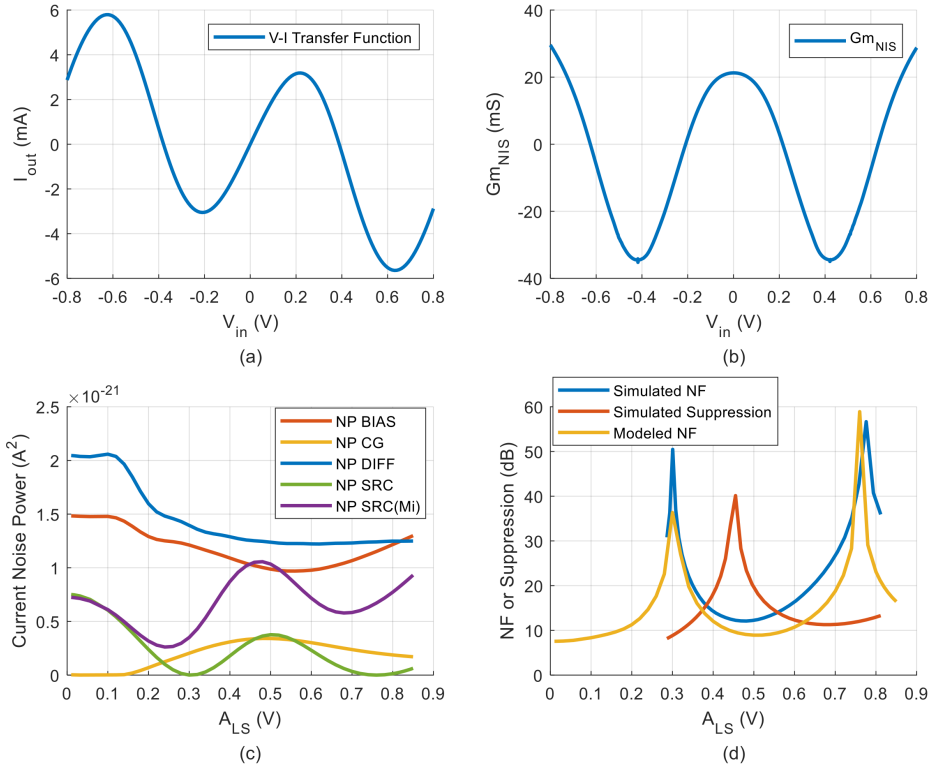 6
4
2
0
-2
-4
-6
I_out (mA)
V-I Transfer Function
-0.8 -0.6 -0.4 -0.2 0 0.2 0.4 0.6 0.8
V_in (V)
(a)
40
20
0
-20
-40
Gm_NIS (mS)
Gm_NIS
-0.8 -0.6 -0.4 -0.2 0 0.2 0.4 0.6 0.8
V_in (V)
(b)
×10^-21
2.5
2
1.5
1
0.5
0
Current Noise Power (A^2)
NP BIAS
NP CG
NP DIFF
NP SRC
NP SRC(Mi)
0 0.1 0.2 0.3 0.4 0.5 0.6 0.7 0.8 0.9
A_LS (V)
(c)
60
50
40
30
20
10
0
NF or Suppression (dB)
Simulated NF
Simulated Suppression
Modeled NF
0 0.1 0.2 0.3 0.4 0.5 0.6 0.7 0.8 0.9
A_LS (V)
(d)